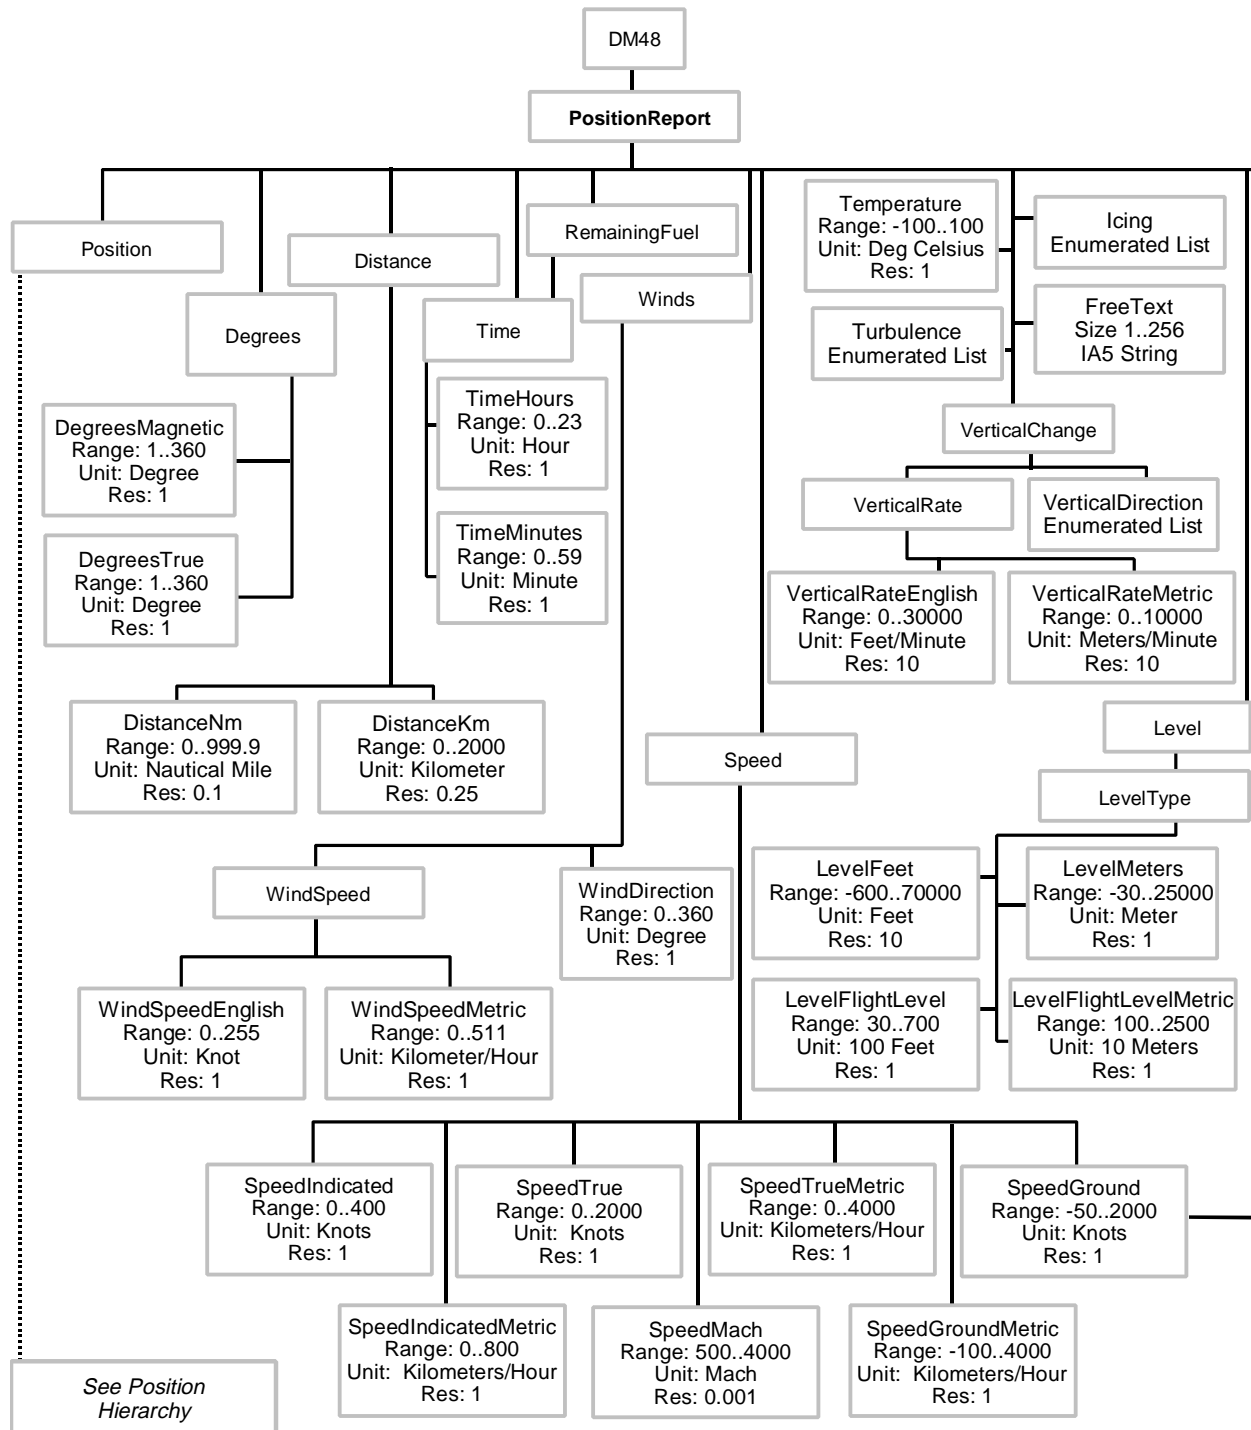 DM48
PositionReport
Position
Degrees
Distance
Time
RemainingFuel
Winds
Temperature
Range: -100..100
Unit: Deg Celsius
Res: 1
Icing
Enumerated List
Turbulence
Enumerated List
FreeText
Size 1..256
IA5 String
VerticalChange
VerticalRate
VerticalDirection
Enumerated List
DegreesMagnetic
Range: 1..360
Unit: Degree
Res: 1
DegreesTrue
Range: 1..360
Unit: Degree
Res: 1
TimeHours
Range: 0..23
Unit: Hour
Res: 1
TimeMinutes
Range: 0..59
Unit: Minute
Res: 1
VerticalRateEnglish
Range: 0..30000
Unit: Feet/Minute
Res: 10
VerticalRateMetric
Range: 0..10000
Unit: Meters/Minute
Res: 10
DistanceNm
Range: 0..999.9
Unit: Nautical Mile
Res: 0.1
DistanceKm
Range: 0..2000
Unit: Kilometer
Res: 0.25
Speed
Level
LevelType
WindSpeed
WindDirection
Range: 0..360
Unit: Degree
Res: 1
LevelFeet
Range: -600..70000
Unit: Feet
Res: 10
LevelMeters
Range: -30..25000
Unit: Meter
Res: 1
WindSpeedEnglish
Range: 0..255
Unit: Knot
Res: 1
WindSpeedMetric
Range: 0..511
Unit: Kilometer/Hour
Res: 1
LevelFlightLevel
Range: 30..700
Unit: 100 Feet
Res: 1
LevelFlightLevelMetric
Range: 100..2500
Unit: 10 Meters
Res: 1
SpeedIndicated
Range: 0..400
Unit: Knots
Res: 1
SpeedTrue
Range: 0..2000
Unit: Knots
Res: 1
SpeedTrueMetric
Range: 0..4000
Unit: Kilometers/Hour
Res: 1
SpeedGround
Range: -50..2000
Unit: Knots
Res: 1
SpeedIndicatedMetric
Range: 0..800
Unit: Kilometers/Hour
Res: 1
SpeedMach
Range: 500..4000
Unit: Mach
Res: 0.001
SpeedGroundMetric
Range: -100..4000
Unit: Kilometers/Hour
Res: 1
See Position
Hierarchy